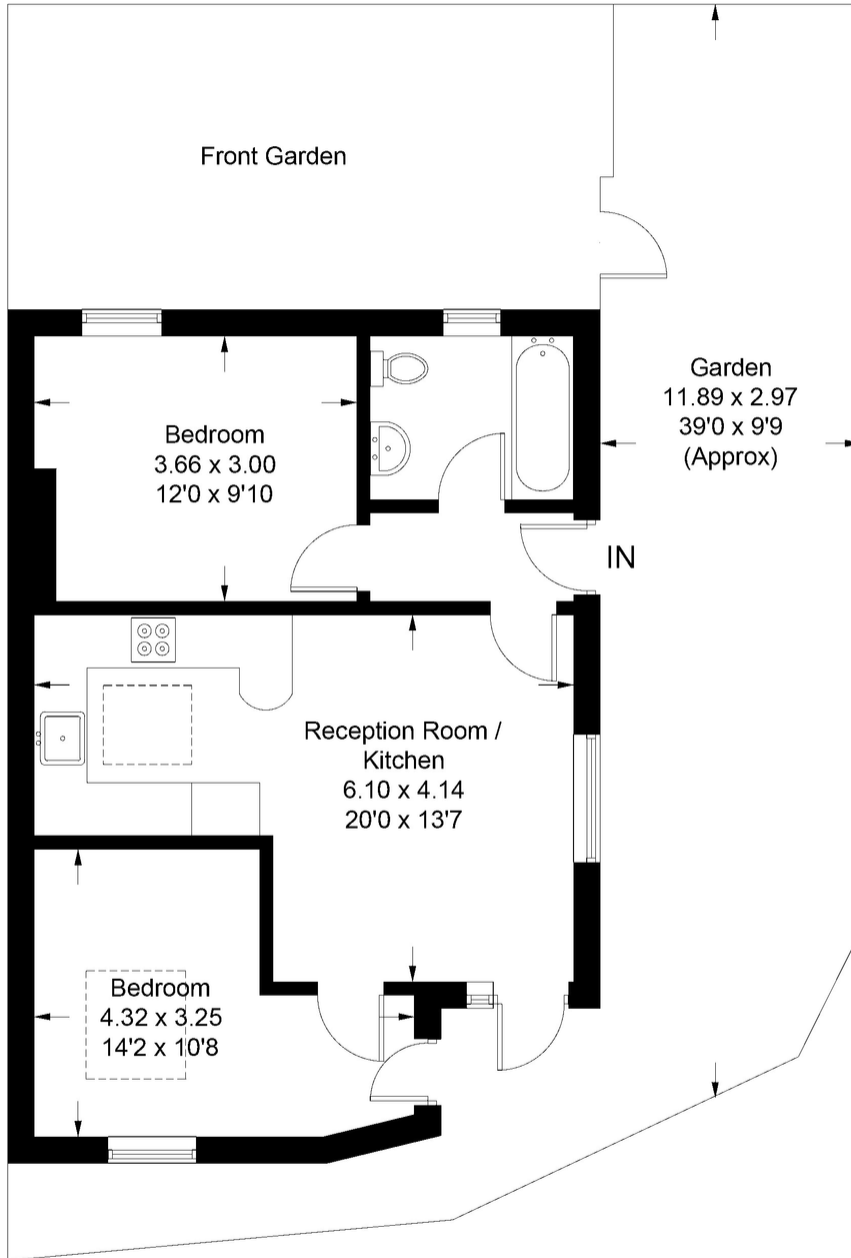 Front Garden
Garden
11.89 x 2.97
39'0 x 9'9
(Approx)
Bedroom
3.66 x 3.00
12'0 x 9'10
IN
Reception Room /
Kitchen
6.10 x 4.14
20'0 x 13'7
Bedroom
4.32 x 3.25
14'2 x 10'8